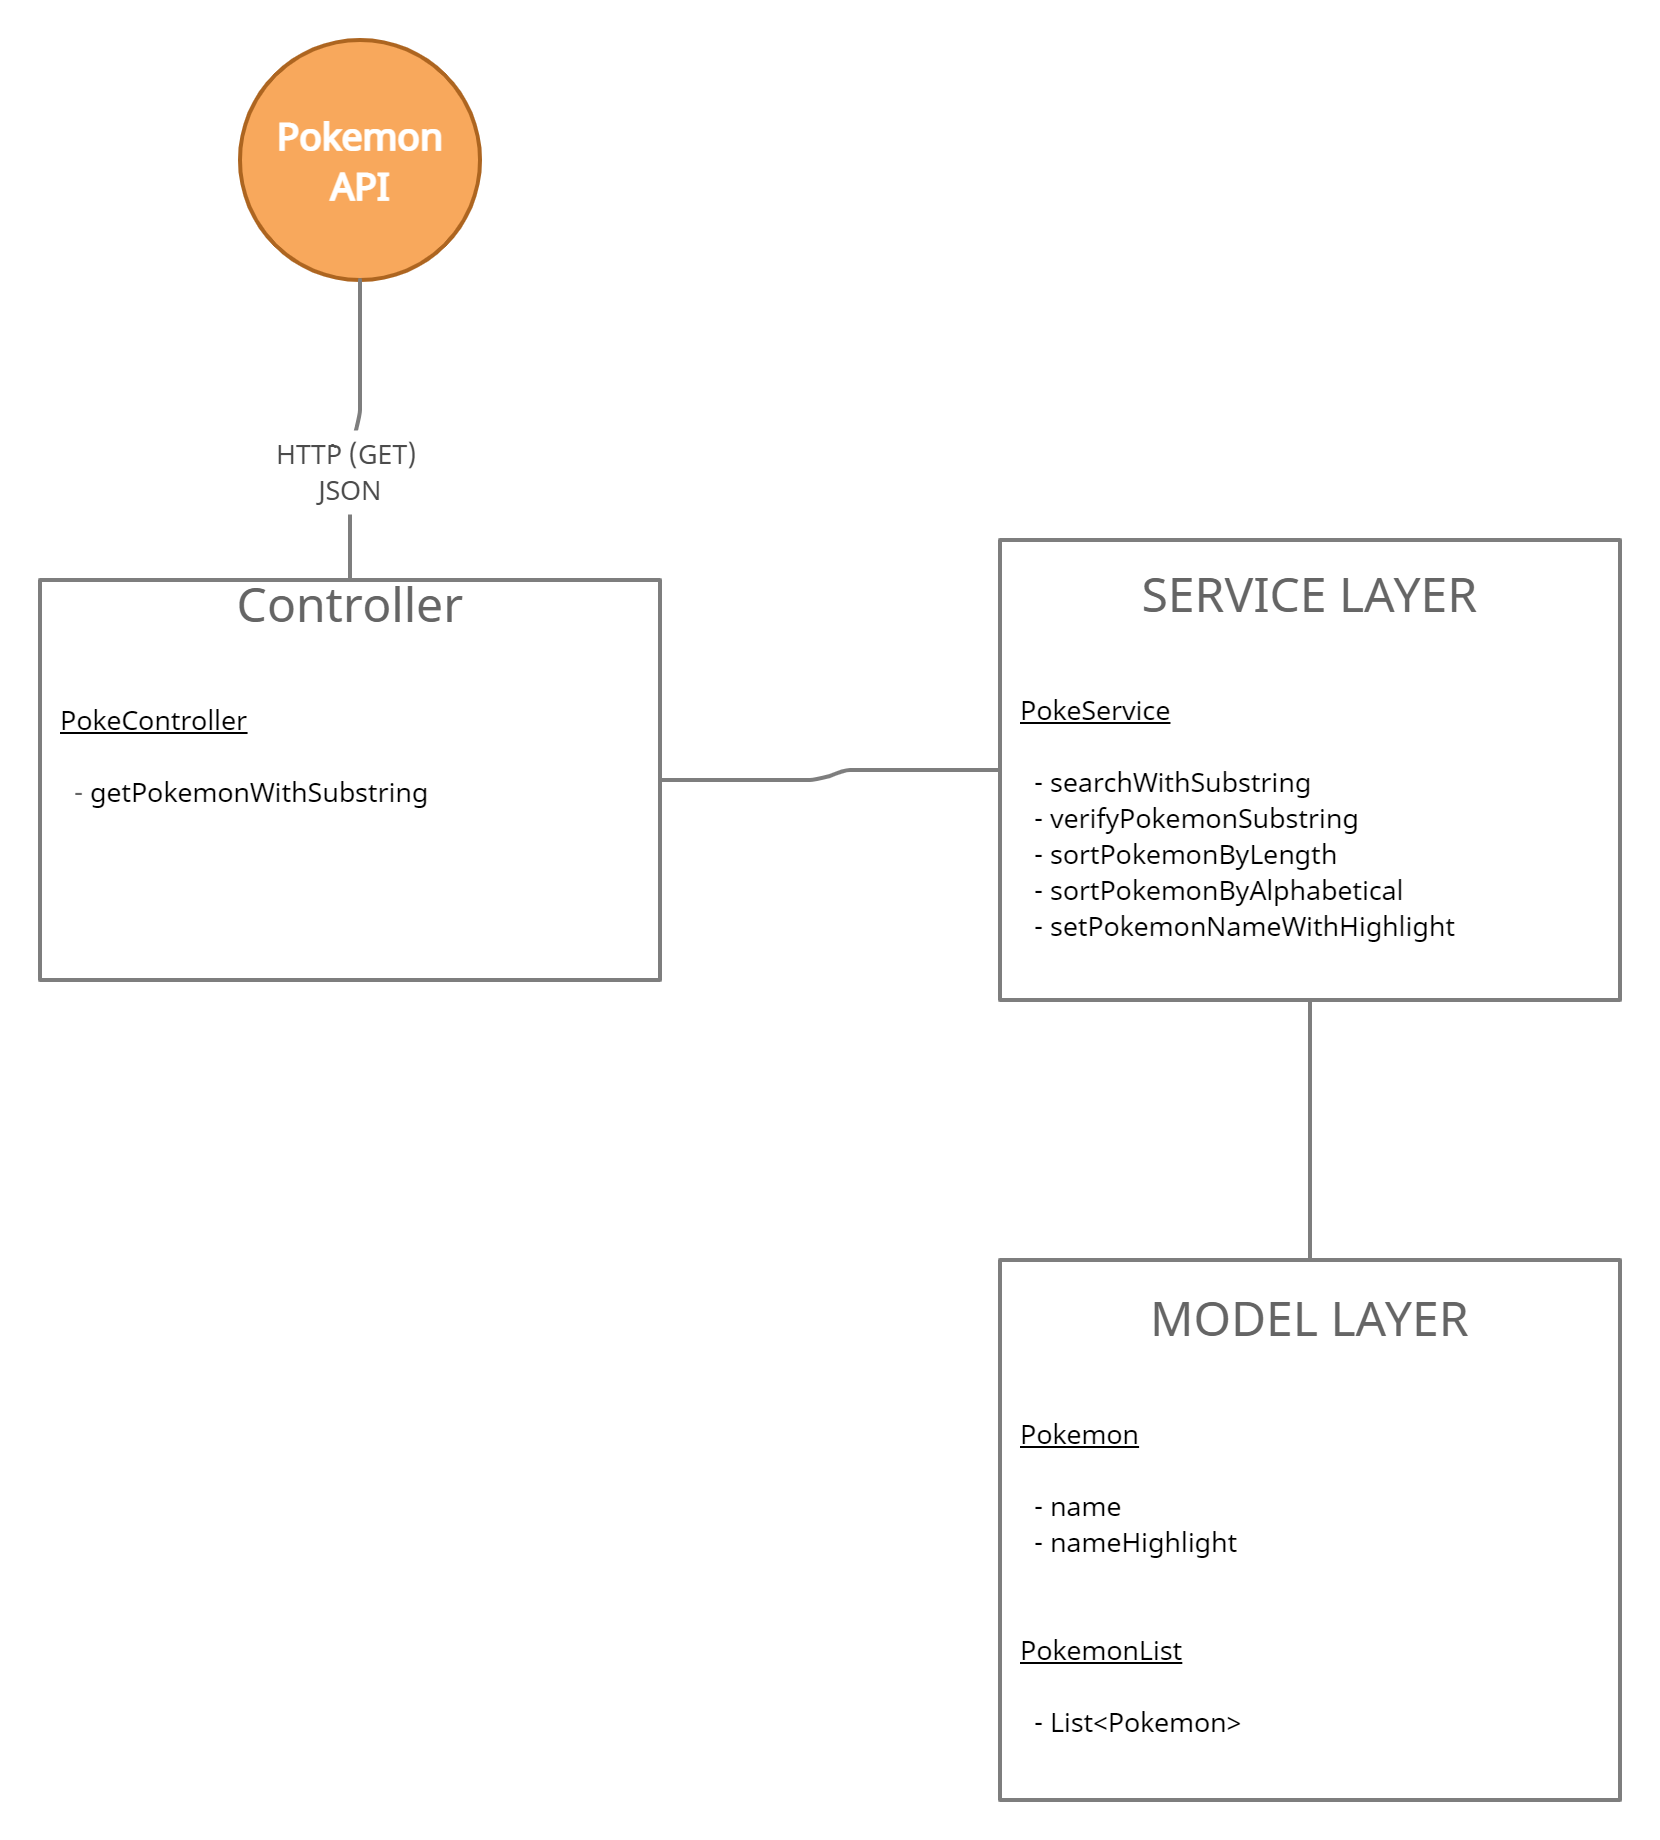 Pokemon
API
HTTP (GET)
JSON
Controller
PokeController
- getPokemonWithSubstring
SERVICE LAYER
PokeService
- searchWithSubstring
- verifyPokemonSubstring
- sortPokemonByLength
- sortPokemonByAlphabetical
- setPokemonNameWithHighlight
MODEL LAYER
Pokemon
- name
- nameHighlight
PokemonList
- List<Pokemon>